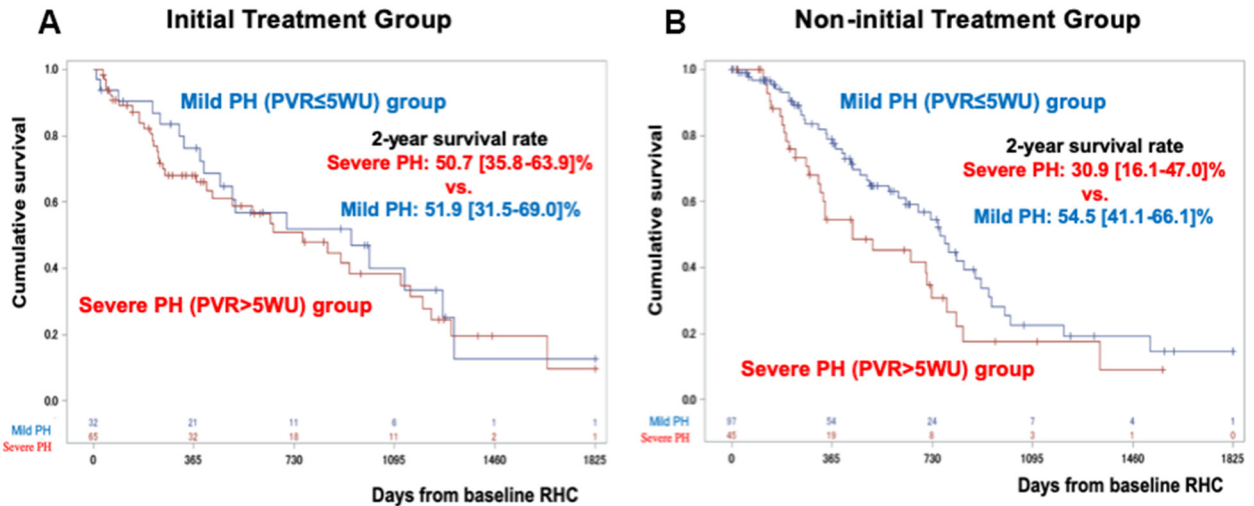 A Initial Treatment Group
Mild PH (PVR≤5WU) group
2-year survival rate
Severe PH: 50.7 [35.8-63.9]%
vs.
Mild PH: 51.9 [31.5-69.0]%
Severe PH (PVR>5WU) group
Cumulative survival
1.0
0.8
0.6
0.4
0.2
0.0
Mild PH 32 21 11 6 1 1
Severe PH 65 32 18 11 2 1
0 365 730 1095 1460 1825
Days from baseline RHC
B Non-initial Treatment Group
Mild PH (PVR≤5WU) group
2-year survival rate
Severe PH: 30.9 [16.1-47.0]%
vs.
Mild PH: 54.5 [41.1-66.1]%
Severe PH (PVR>5WU) group
Cumulative survival
1.0
0.8
0.6
0.4
0.2
0.0
Mild PH 97 54 24 7 4 1
Severe PH 45 19 8 3 1 0
0 365 730 1095 1460 1825
Days from baseline RHC